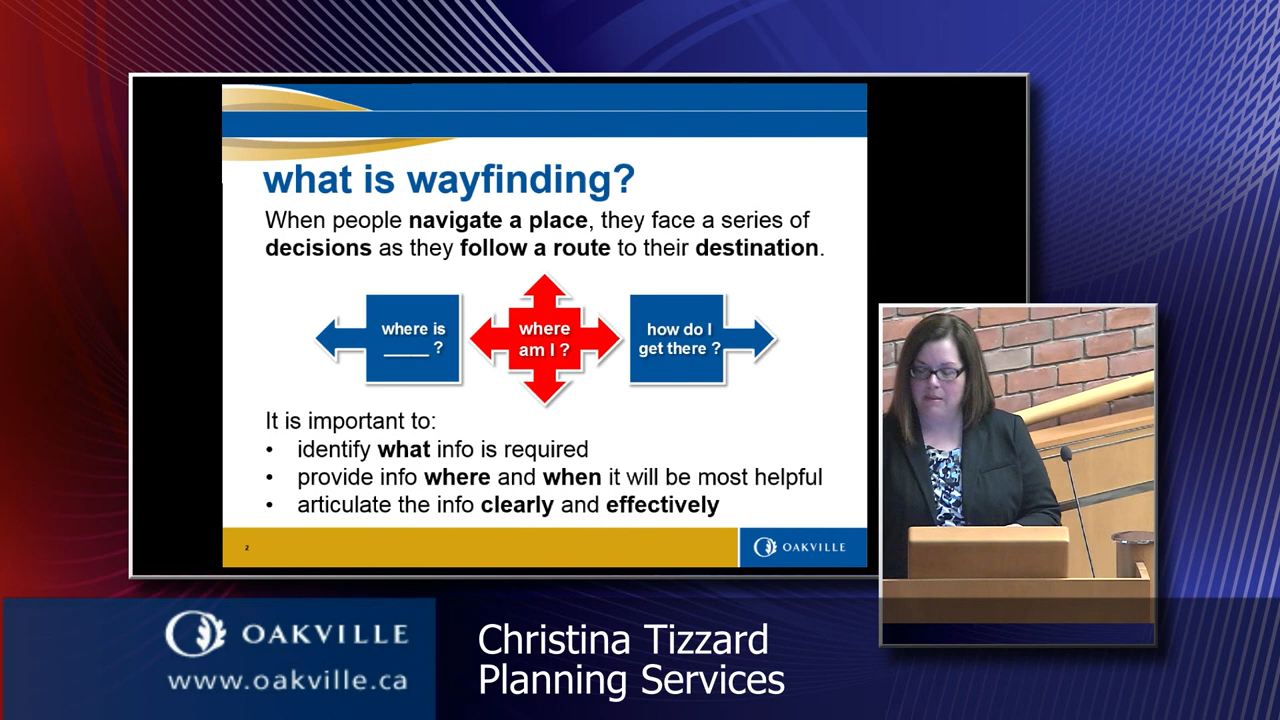 what is wayfinding?
When people navigate a place, they face a series of
decisions as they follow a route to their destination.
where is
_____ ?
where
am I ?
how do I
get there ?
It is important to:
• identify what info is required
• provide info where and when it will be most helpful
• articulate the info clearly and effectively
2
OAKVILLE
OAKVILLE
www.oakville.ca
Christina Tizzard
Planning Services